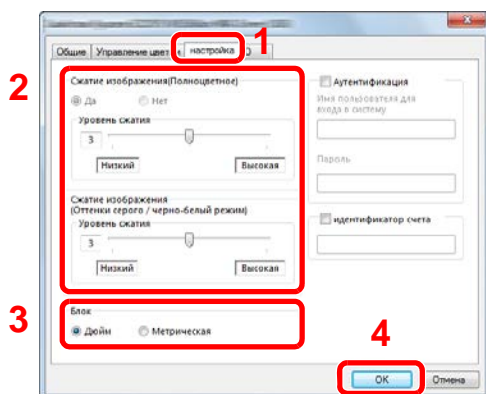 1
Общие Управление цвет настройка О
2
Сжатие изображения(Полноцветное)
Да Нет
Уровень сжатия
3
Низкий Высокая
Сжатие изображения
(Оттенки серого / черно-белый режим)
Уровень сжатия
3
Низкий Высокая
Аутентификация
Имя пользователя для
входа в систему
Пароль
идентификатор счета
3
Блок
Дюйм Метрическая
4
OK Отмена